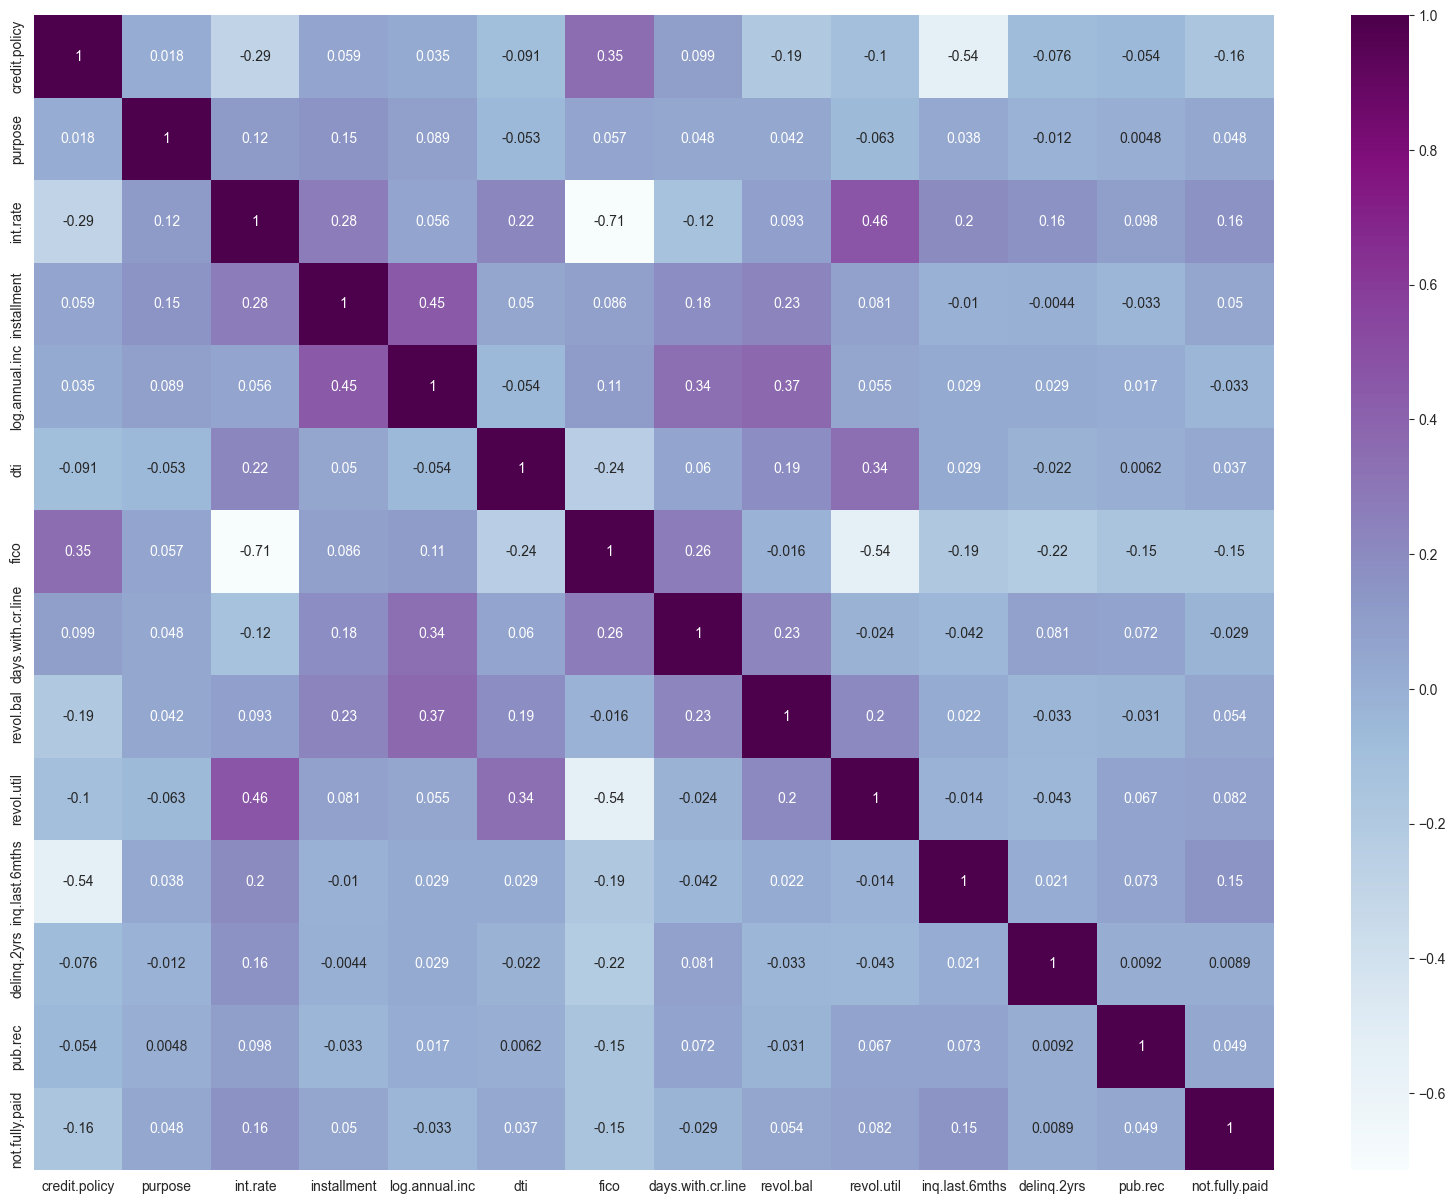 credit.policy 1 0.018 -0.29 0.059 0.035 -0.091 0.35 0.099 -0.19 -0.1 -0.54 -0.076 -0.054 -0.16
purpose 0.018 1 0.12 0.15 0.089 -0.053 0.057 0.048 0.042 -0.063 0.038 -0.012 0.0048 0.048
int.rate -0.29 0.12 1 0.28 0.056 0.22 -0.71 -0.12 0.093 0.46 0.2 0.16 0.098 0.16
installment 0.059 0.15 0.28 1 0.45 0.05 0.086 0.18 0.23 0.081 -0.01 -0.0044 -0.033 0.05
log.annual.inc 0.035 0.089 0.056 0.45 1 -0.054 0.11 0.34 0.37 0.055 0.029 0.029 0.017 -0.033
dti -0.091 -0.053 0.22 0.05 -0.054 1 -0.24 0.06 0.19 0.34 0.029 -0.022 0.0062 0.037
fico 0.35 0.057 -0.71 0.086 0.11 -0.24 1 0.26 -0.016 -0.54 -0.19 -0.22 -0.15 -0.15
days.with.cr.line 0.099 0.048 -0.12 0.18 0.34 0.06 0.26 1 0.23 -0.024 -0.042 0.081 0.072 -0.029
revol.bal -0.19 0.042 0.093 0.23 0.37 0.19 -0.016 0.23 1 0.2 0.022 -0.033 -0.031 0.054
revol.util -0.1 -0.063 0.46 0.081 0.055 0.34 -0.54 -0.024 0.2 1 -0.014 -0.043 0.067 0.082
inq.last.6mths -0.54 0.038 0.2 -0.01 0.029 0.029 -0.19 -0.042 0.022 -0.014 1 0.021 0.073 0.15
delinq.2yrs -0.076 -0.012 0.16 -0.0044 0.029 -0.022 -0.22 0.081 -0.033 -0.043 0.021 1 0.0092 0.0089
pub.rec -0.054 0.0048 0.098 -0.033 0.017 0.0062 -0.15 0.072 -0.031 0.067 0.073 0.0092 1 0.049
not.fully.paid -0.16 0.048 0.16 0.05 -0.033 0.037 -0.15 -0.029 0.054 0.082 0.15 0.0089 0.049 1
credit.policy purpose int.rate installment log.annual.inc dti fico days.with.cr.line revol.bal revol.util inq.last.6mths delinq.2yrs pub.rec not.fully.paid
1.0
0.8
0.6
0.4
0.2
0.0
−0.2
−0.4
−0.6